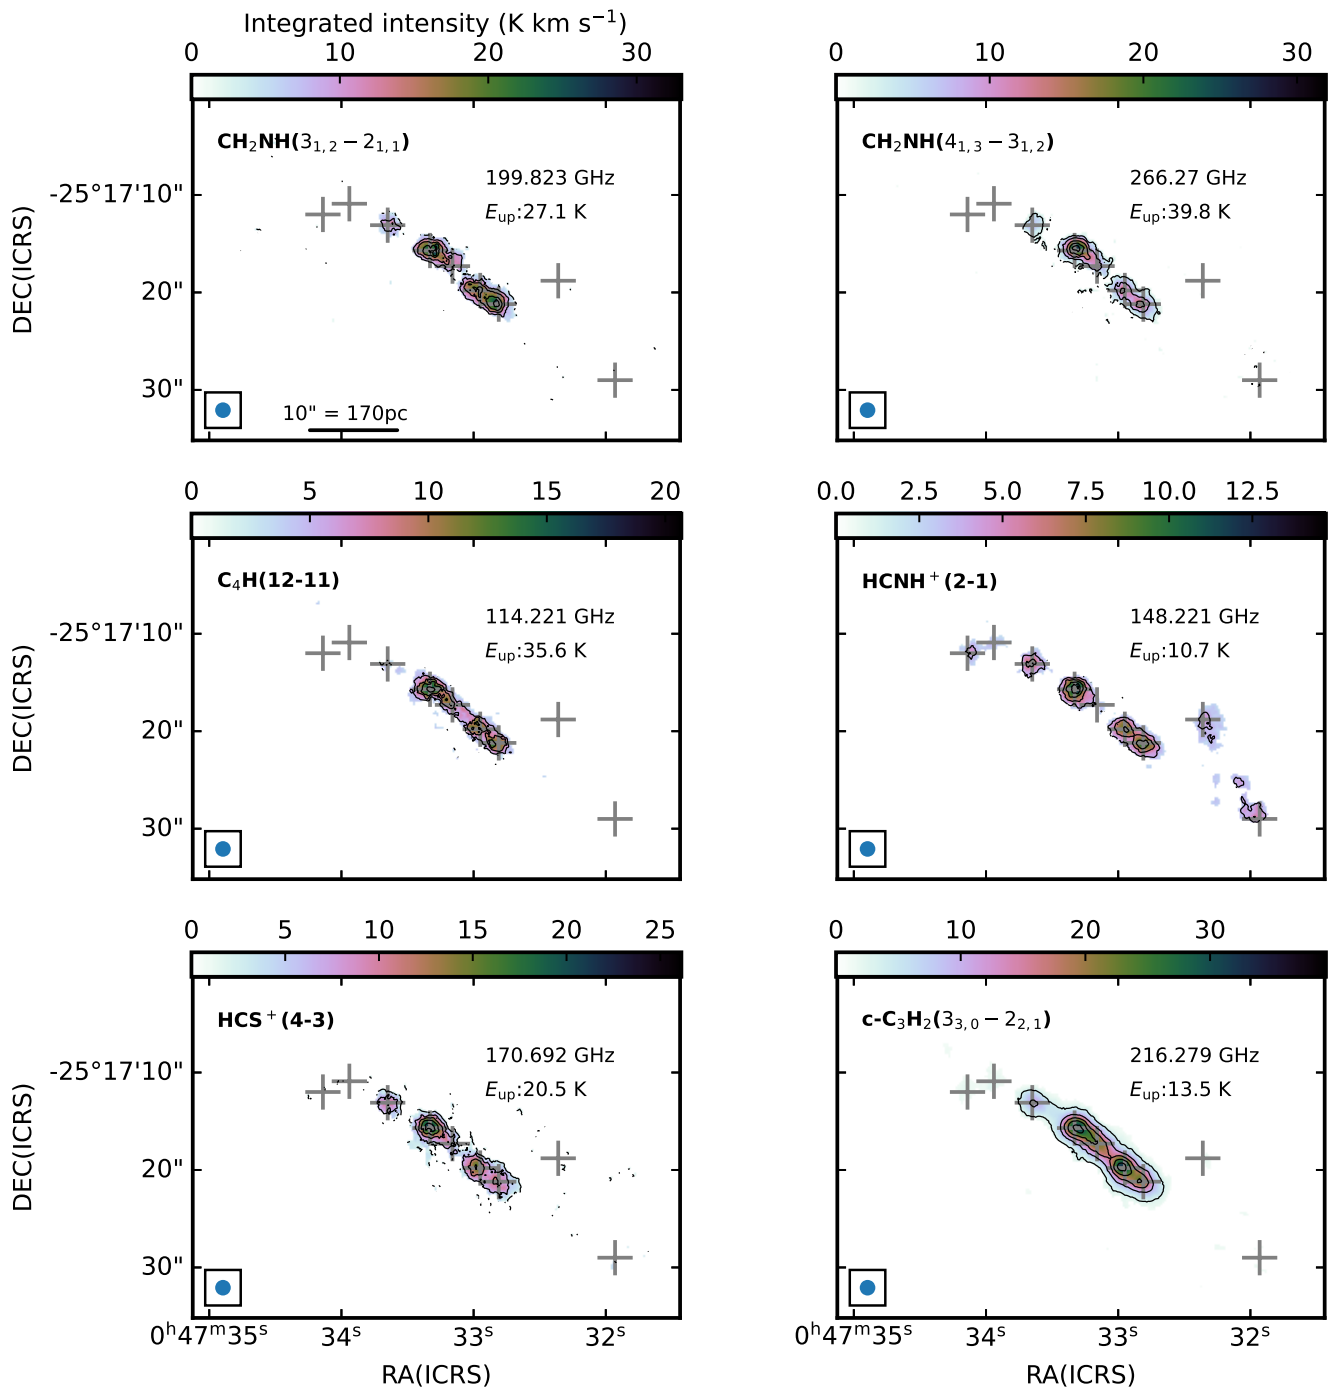 Integrated intensity (K km s⁻¹)
0 10 20 30
0 10 20 30
CH₂NH(3₁,₂ − 2₁,₁)
199.823 GHz
E_up:27.1 K
CH₂NH(4₁,₃ − 3₁,₂)
266.27 GHz
E_up:39.8 K
DEC(ICRS)
-25°17'10"
20"
30"
10" = 170pc
0 5 10 15 20
0.0 2.5 5.0 7.5 10.0 12.5
C₄H(12-11)
114.221 GHz
E_up:35.6 K
HCNH⁺(2-1)
148.221 GHz
E_up:10.7 K
DEC(ICRS)
-25°17'10"
20"
30"
0 5 10 15 20 25
0 10 20 30
HCS⁺(4-3)
170.692 GHz
E_up:20.5 K
c-C₃H₂(3₃,₀ − 2₂,₁)
216.279 GHz
E_up:13.5 K
DEC(ICRS)
-25°17'10"
20"
30"
0ʰ47ᵐ35ˢ 34ˢ 33ˢ 32ˢ
0ʰ47ᵐ35ˢ 34ˢ 33ˢ 32ˢ
RA(ICRS)
RA(ICRS)